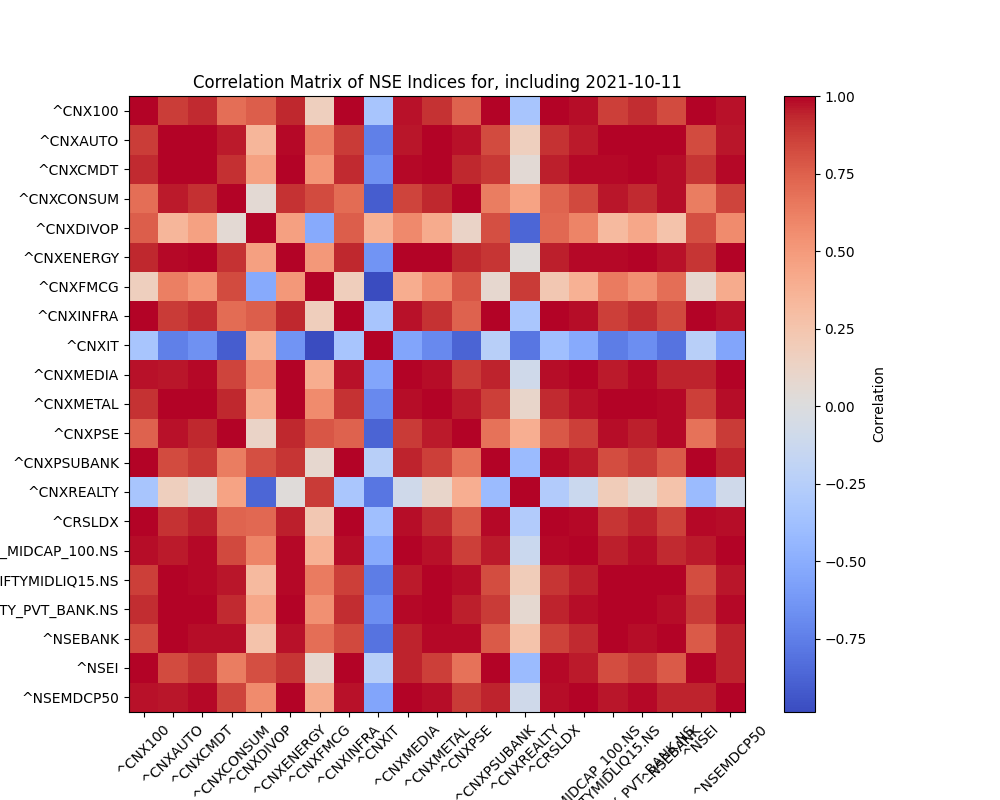 Correlation Matrix of NSE Indices for, including 2021-10-11
^CNX100
^CNXAUTO
^CNXCMDT
^CNXCONSUM
^CNXDIVOP
^CNXENERGY
^CNXFMCG
^CNXINFRA
^CNXIT
^CNXMEDIA
^CNXMETAL
^CNXPSE
^CNXPSUBANK
^CNXREALTY
^CRSLDX
_MIDCAP_100.NS
IFTYMIDLIQ15.NS
TY_PVT_BANK.NS
^NSEBANK
^NSEI
^NSEMDCP50
^CNX100
^CNXAUTO
^CNXCMDT
^CNXCONSUM
^CNXDIVOP
^CNXENERGY
^CNXFMCG
^CNXINFRA
^CNXIT
^CNXMEDIA
^CNXMETAL
^CNXPSE
^CNXPSUBANK
^CNXREALTY
^CRSLDX
MIDCAP_100.NS
TYMIDLIQ15.NS
PVT_BANK.NS
^NSEBANK
^NSEI
^NSEMDCP50
1.00
0.75
0.50
0.25
0.00
−0.25
−0.50
−0.75
Correlation